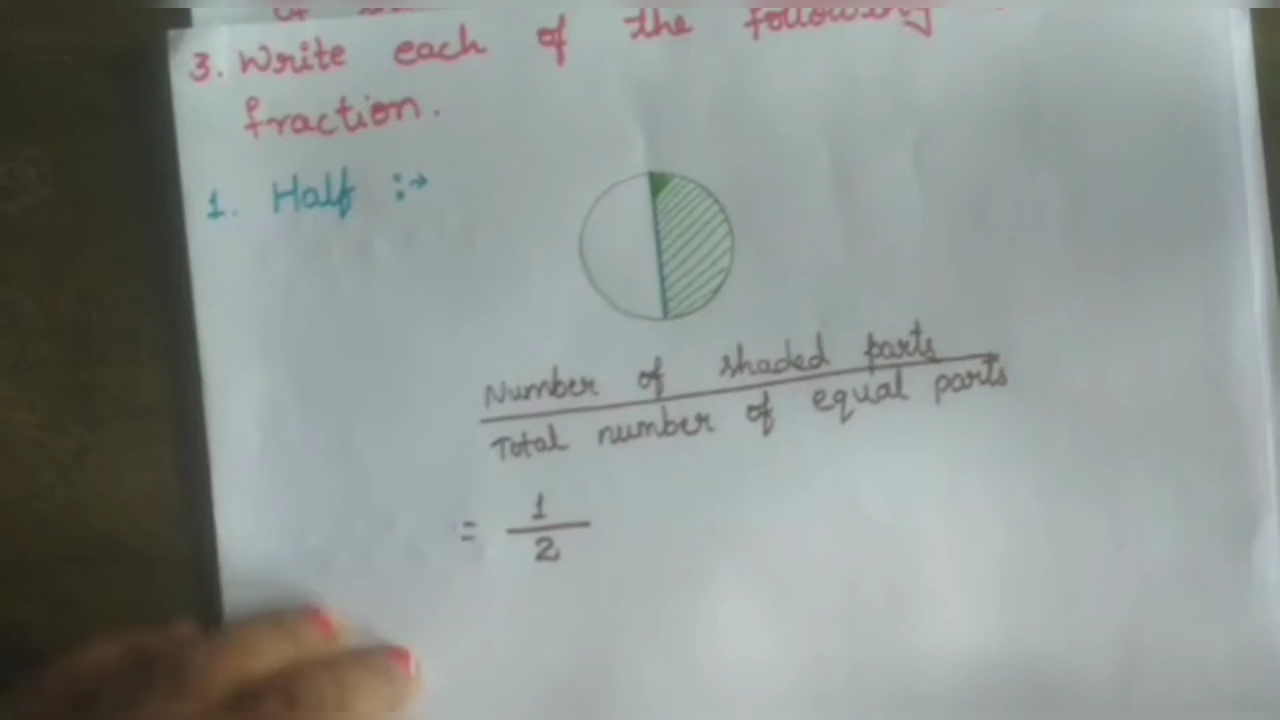 3. Write each of the following
fraction.
1. Half :→
Number of shaded parts
Total number of equal parts
= 1
2